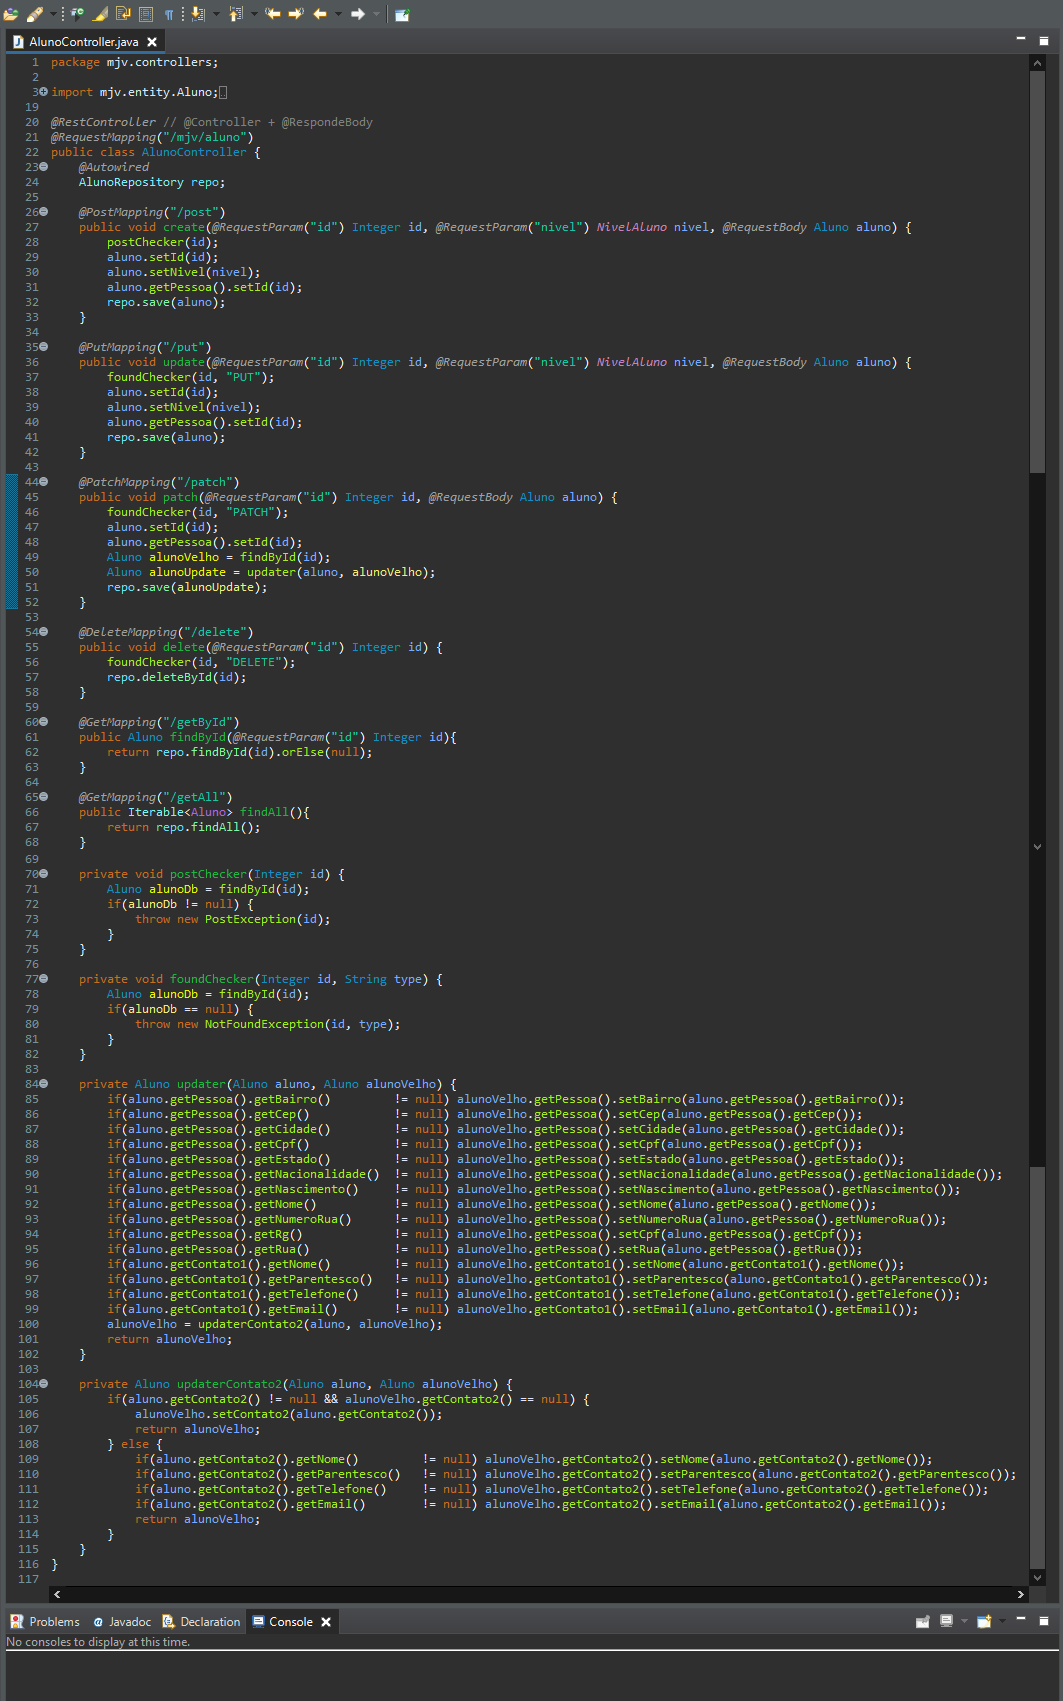 AlunoController.java
1 package mjv.controllers;
2
3 import mjv.entity.Aluno;
19
20 @RestController // @Controller + @RespondeBody
21 @RequestMapping("/mjv/aluno")
22 public class AlunoController {
23 @Autowired
24 AlunoRepository repo;
25
26 @PostMapping("/post")
27 public void create(@RequestParam("id") Integer id, @RequestParam("nivel") NivelAluno nivel, @RequestBody Aluno aluno) {
28 postChecker(id);
29 aluno.setId(id);
30 aluno.setNivel(nivel);
31 aluno.getPessoa().setId(id);
32 repo.save(aluno);
33 }
34
35 @PutMapping("/put")
36 public void update(@RequestParam("id") Integer id, @RequestParam("nivel") NivelAluno nivel, @RequestBody Aluno aluno) {
37 foundChecker(id, "PUT");
38 aluno.setId(id);
39 aluno.setNivel(nivel);
40 aluno.getPessoa().setId(id);
41 repo.save(aluno);
42 }
43
44 @PatchMapping("/patch")
45 public void patch(@RequestParam("id") Integer id, @RequestBody Aluno aluno) {
46 foundChecker(id, "PATCH");
47 aluno.setId(id);
48 aluno.getPessoa().setId(id);
49 Aluno alunoVelho = findById(id);
50 Aluno alunoUpdate = updater(aluno, alunoVelho);
51 repo.save(alunoUpdate);
52 }
53
54 @DeleteMapping("/delete")
55 public void delete(@RequestParam("id") Integer id) {
56 foundChecker(id, "DELETE");
57 repo.deleteById(id);
58 }
59
60 @GetMapping("/getById")
61 public Aluno findById(@RequestParam("id") Integer id){
62 return repo.findById(id).orElse(null);
63 }
64
65 @GetMapping("/getAll")
66 public Iterable<Aluno> findAll(){
67 return repo.findAll();
68 }
69
70 private void postChecker(Integer id) {
71 Aluno alunoDb = findById(id);
72 if(alunoDb != null) {
73 throw new PostException(id);
74 }
75 }
76
77 private void foundChecker(Integer id, String type) {
78 Aluno alunoDb = findById(id);
79 if(alunoDb == null) {
80 throw new NotFoundException(id, type);
81 }
82 }
83
84 private Aluno updater(Aluno aluno, Aluno alunoVelho) {
85 if(aluno.getPessoa().getBairro() != null) alunoVelho.getPessoa().setBairro(aluno.getPessoa().getBairro());
86 if(aluno.getPessoa().getCep() != null) alunoVelho.getPessoa().setCep(aluno.getPessoa().getCep());
87 if(aluno.getPessoa().getCidade() != null) alunoVelho.getPessoa().setCidade(aluno.getPessoa().getCidade());
88 if(aluno.getPessoa().getCpf() != null) alunoVelho.getPessoa().setCpf(aluno.getPessoa().getCpf());
89 if(aluno.getPessoa().getEstado() != null) alunoVelho.getPessoa().setEstado(aluno.getPessoa().getEstado());
90 if(aluno.getPessoa().getNacionalidade() != null) alunoVelho.getPessoa().setNacionalidade(aluno.getPessoa().getNacionalidade());
91 if(aluno.getPessoa().getNascimento() != null) alunoVelho.getPessoa().setNascimento(aluno.getPessoa().getNascimento());
92 if(aluno.getPessoa().getNome() != null) alunoVelho.getPessoa().setNome(aluno.getPessoa().getNome());
93 if(aluno.getPessoa().getNumeroRua() != null) alunoVelho.getPessoa().setNumeroRua(aluno.getPessoa().getNumeroRua());
94 if(aluno.getPessoa().getRg() != null) alunoVelho.getPessoa().setCpf(aluno.getPessoa().getCpf());
95 if(aluno.getPessoa().getRua() != null) alunoVelho.getPessoa().setRua(aluno.getPessoa().getRua());
96 if(aluno.getContato1().getNome() != null) alunoVelho.getContato1().setNome(aluno.getContato1().getNome());
97 if(aluno.getContato1().getParentesco() != null) alunoVelho.getContato1().setParentesco(aluno.getContato1().getParentesco());
98 if(aluno.getContato1().getTelefone() != null) alunoVelho.getContato1().setTelefone(aluno.getContato1().getTelefone());
99 if(aluno.getContato1().getEmail() != null) alunoVelho.getContato1().setEmail(aluno.getContato1().getEmail());
100 alunoVelho = updaterContato2(aluno, alunoVelho);
101 return alunoVelho;
102 }
103
104 private Aluno updaterContato2(Aluno aluno, Aluno alunoVelho) {
105 if(aluno.getContato2() != null && alunoVelho.getContato2() == null) {
106 alunoVelho.setContato2(aluno.getContato2());
107 return alunoVelho;
108 } else {
109 if(aluno.getContato2().getNome() != null) alunoVelho.getContato2().setNome(aluno.getContato2().getNome());
110 if(aluno.getContato2().getParentesco() != null) alunoVelho.getContato2().setParentesco(aluno.getContato2().getParentesco());
111 if(aluno.getContato2().getTelefone() != null) alunoVelho.getContato2().setTelefone(aluno.getContato2().getTelefone());
112 if(aluno.getContato2().getEmail() != null) alunoVelho.getContato2().setEmail(aluno.getContato2().getEmail());
113 return alunoVelho;
114 }
115 }
116 }
117
Problems @ Javadoc Declaration Console
No consoles to display at this time.